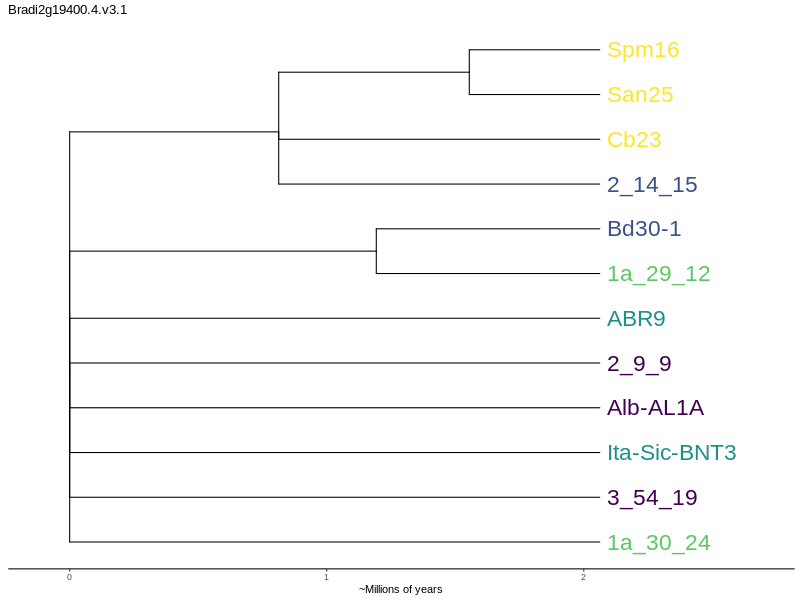 Bradi2g19400.4.v3.1
Spm16
San25
Cb23
2_14_15
Bd30-1
1a_29_12
ABR9
2_9_9
Alb-AL1A
Ita-Sic-BNT3
3_54_19
1a_30_24
0 1 2
~Millions of years